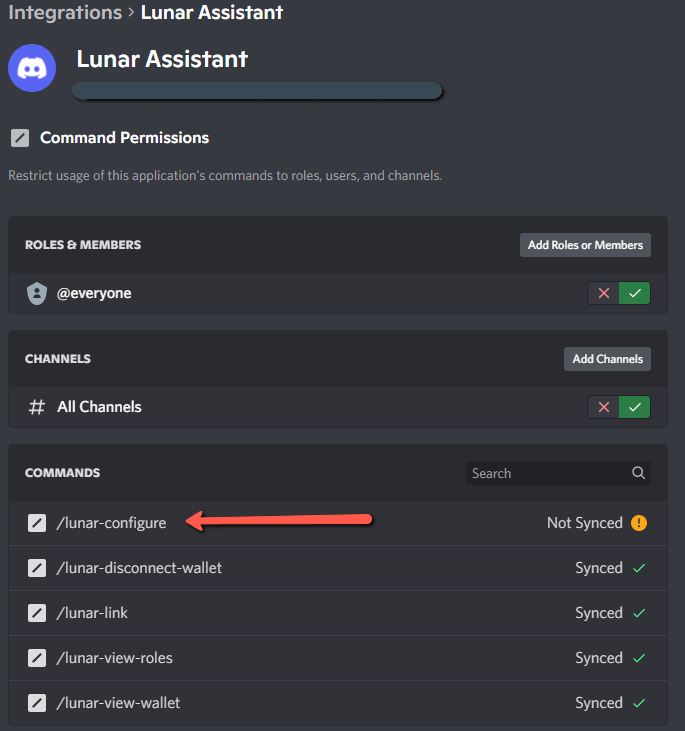 Integrations > Lunar Assistant
Lunar Assistant
Command Permissions
Restrict usage of this application's commands to roles, users, and channels.
ROLES & MEMBERS Add Roles or Members
@everyone
CHANNELS Add Channels
# All Channels
COMMANDS Search
/lunar-configure Not Synced !
/lunar-disconnect-wallet Synced
/lunar-link Synced
/lunar-view-roles Synced
/lunar-view-wallet Synced